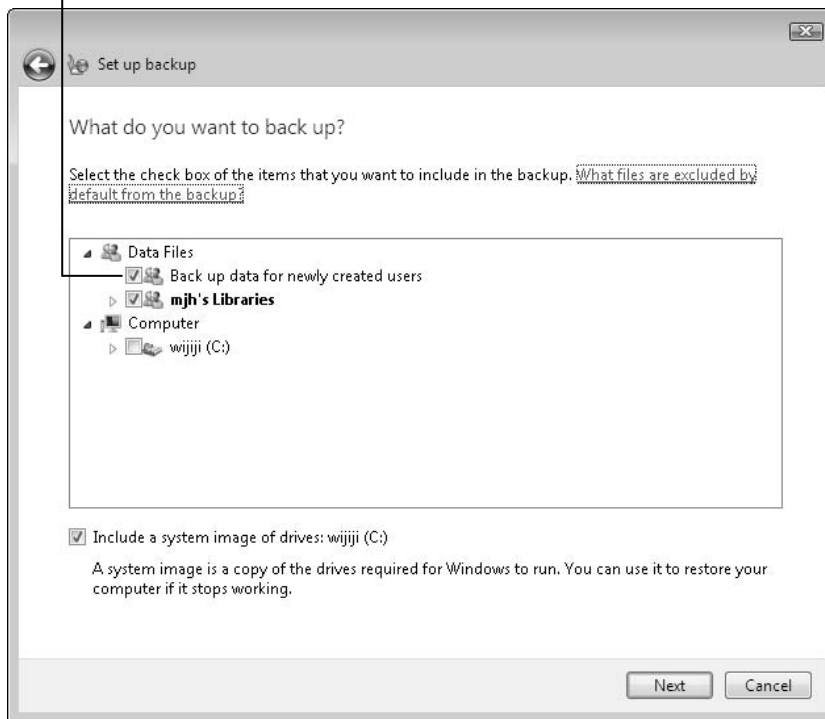 Set up backup
What do you want to back up?
Select the check box of the items that you want to include in the backup. What files are excluded by
default from the backup?
Data Files
Back up data for newly created users
mjh's Libraries
Computer
wijiji (C:)
Include a system image of drives: wijiji (C:)
A system image is a copy of the drives required for Windows to run. You can use it to restore your
computer if it stops working.
Next Cancel